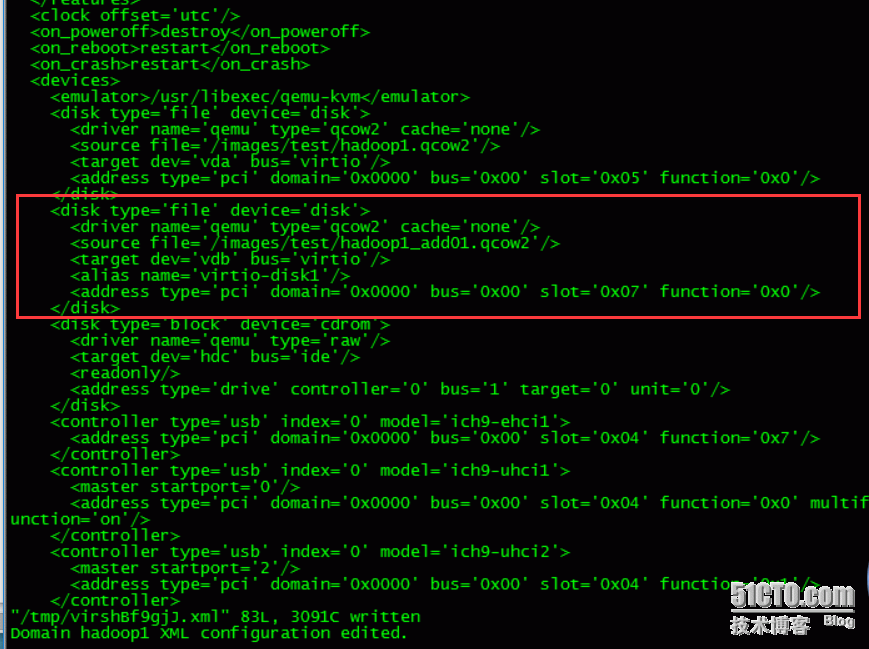 </features>
<clock offset='utc'/>
<on_poweroff>destroy</on_poweroff>
<on_reboot>restart</on_reboot>
<on_crash>restart</on_crash>
<devices>
<emulator>/usr/libexec/qemu-kvm</emulator>
<disk type='file' device='disk'>
<driver name='qemu' type='qcow2' cache='none'/>
<source file='/images/test/hadoop1.qcow2'/>
<target dev='vda' bus='virtio'/>
<address type='pci' domain='0x0000' bus='0x00' slot='0x05' function='0x0'/>
</disk>
<disk type='file' device='disk'>
<driver name='qemu' type='qcow2' cache='none'/>
<source file='/images/test/hadoop1_add01.qcow2'/>
<target dev='vdb' bus='virtio'/>
<alias name='virtio-disk1'/>
<address type='pci' domain='0x0000' bus='0x00' slot='0x07' function='0x0'/>
</disk>
<disk type='block' device='cdrom'>
<driver name='qemu' type='raw'/>
<target dev='hdc' bus='ide'/>
<readonly/>
<address type='drive' controller='0' bus='1' target='0' unit='0'/>
</disk>
<controller type='usb' index='0' model='ich9-ehci1'>
<address type='pci' domain='0x0000' bus='0x00' slot='0x04' function='0x7'/>
</controller>
<controller type='usb' index='0' model='ich9-uhci1'>
<master startport='0'/>
<address type='pci' domain='0x0000' bus='0x00' slot='0x04' function='0x0' multif
unction='on'/>
</controller>
<controller type='usb' index='0' model='ich9-uhci2'>
<master startport='2'/>
<address type='pci' domain='0x0000' bus='0x00' slot='0x04' function='0x1'/>
</controller>
"/tmp/virshBf9gjJ.xml" 83L, 3091C written
Domain hadoop1 XML configuration edited.
51CTO.com
技术博客 Blog